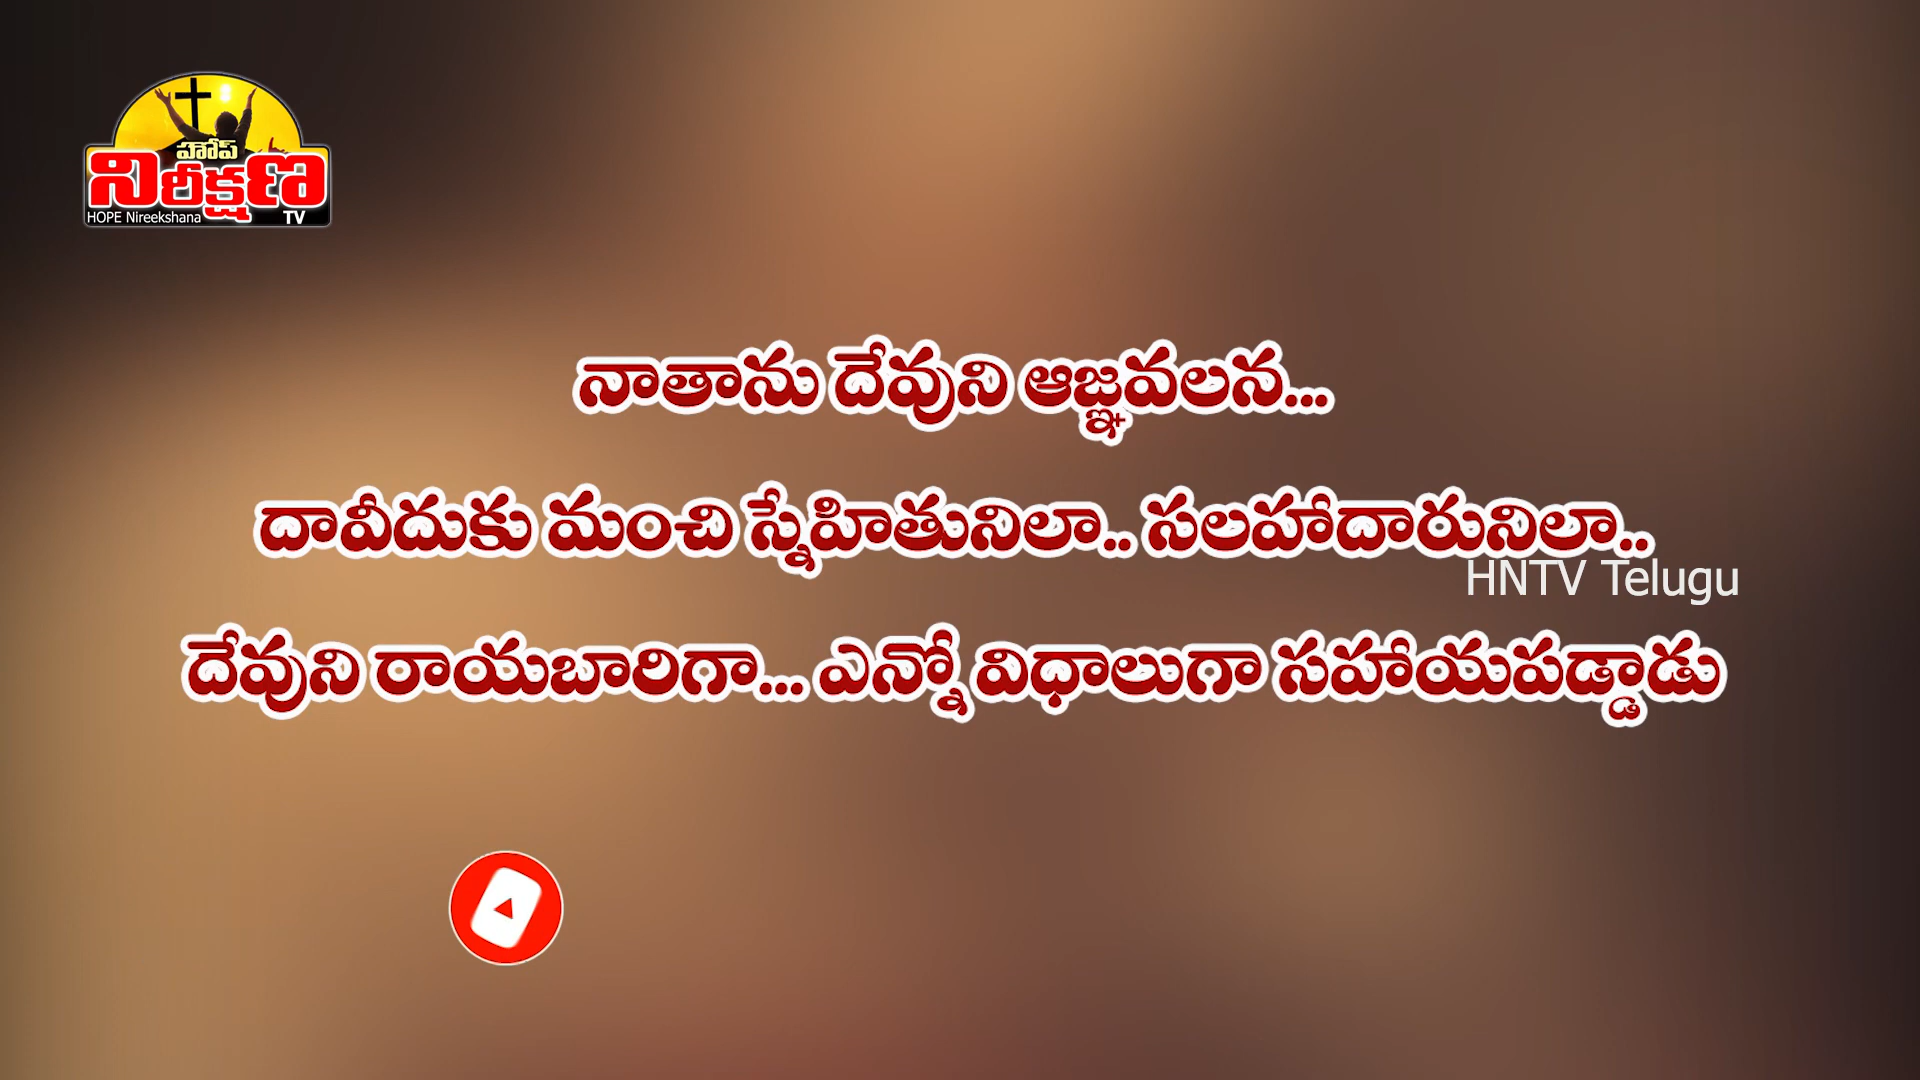 హోప్
నిరీక్షణ
HOPE Nireekshana TV
నాతాను దేవుని ఆజ్ఞవలన...
దావీదుకు మంచి స్నేహితునిలా.. సలహాదారునిలా..
HNTV Telugu
దేవుని రాయబారిగా... ఎన్నో విధాలుగా సహాయపడ్డాడు